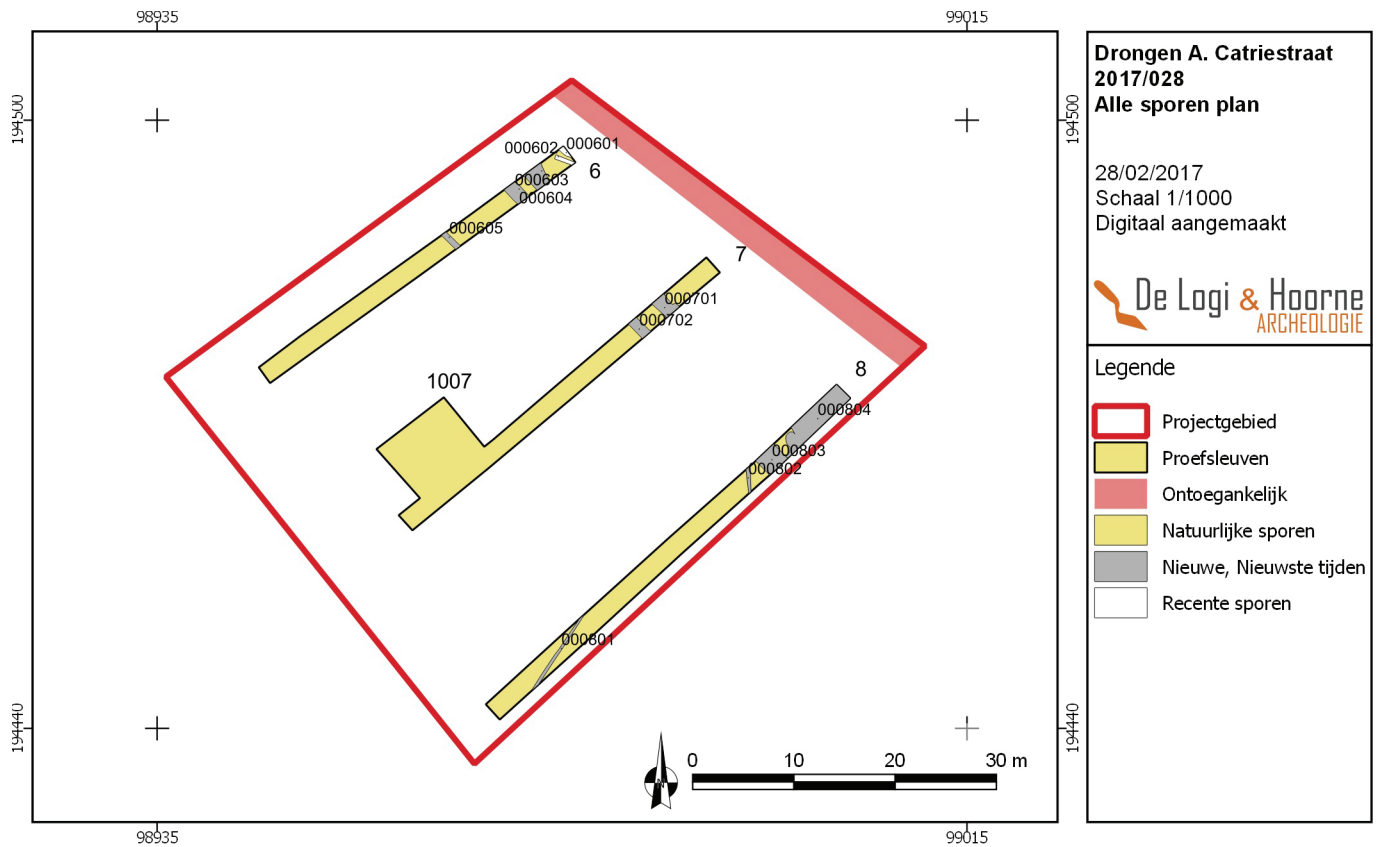 98935
99015
194500
194500
000602
000601
6
000603
000604
000605
7
000701
000702
1007
8
000804
000803
000802
000801
194440
194440
0 10 20 30 m
N
98935
99015
Drongen A. Catriestraat
2017/028
Alle sporen plan
28/02/2017
Schaal 1/1000
Digitaal aangemaakt
De Logi & Hoorne
ARCHEOLOGIE
Legende
Projectgebied
Proefsleuven
Ontoegankelijk
Natuurlijke sporen
Nieuwe, Nieuwste tijden
Recente sporen